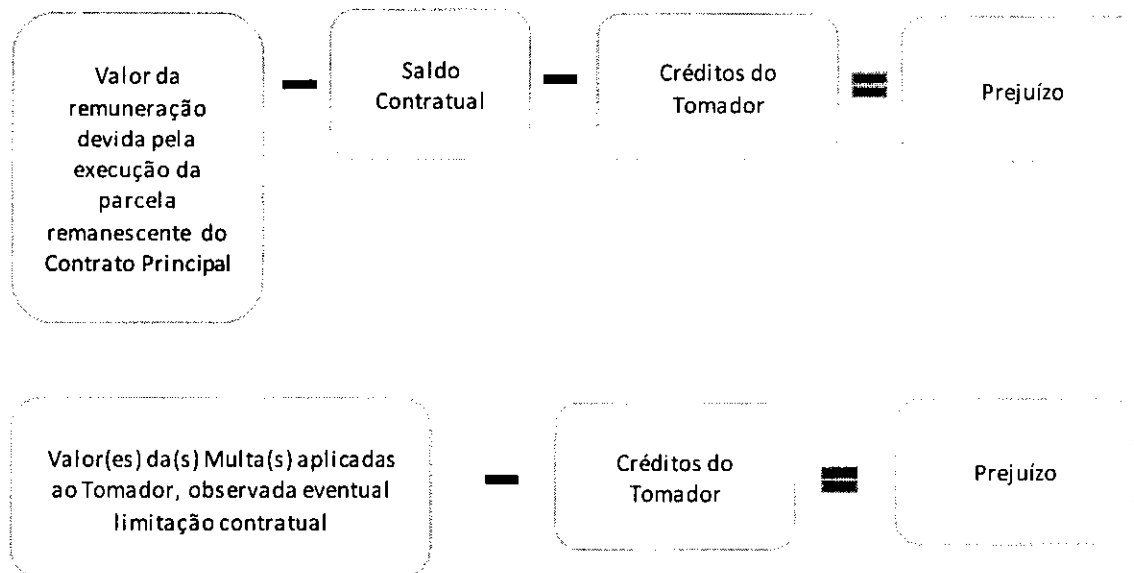 Valor da
remuneração
devida pela
execução da
parcela
remanescente do
Contrato Principal
Saldo
Contratual
Créditos do
Tomador
Prejuízo
Valor(es) da(s) Multa(s) aplicadas
ao Tomador, observada eventual
limitação contratual
Créditos do
Tomador
Prejuízo